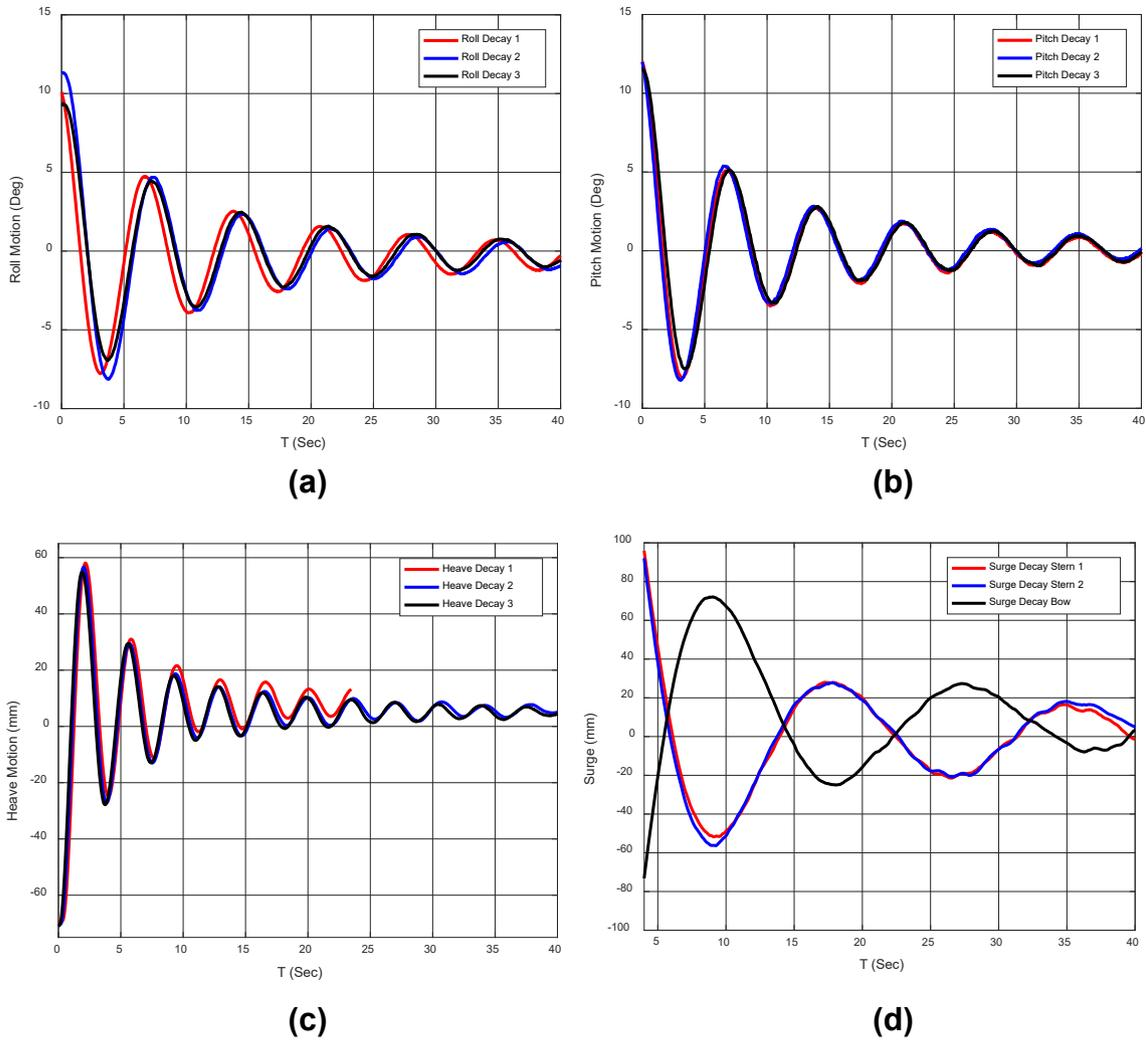 15
10
5
0
-5
-10
Roll Motion (Deg)
Roll Decay 1
Roll Decay 2
Roll Decay 3
0 5 10 15 20 25 30 35 40
T (Sec)
(a)
15
10
5
0
-5
-10
Pitch Motion (Deg)
Pitch Decay 1
Pitch Decay 2
Pitch Decay 3
0 5 10 15 20 25 30 35 40
T (Sec)
(b)
60
40
20
0
-20
-40
-60
Heave Motion (mm)
Heave Decay 1
Heave Decay 2
Heave Decay 3
0 5 10 15 20 25 30 35 40
T (Sec)
(c)
100
80
60
40
20
0
-20
-40
-60
-80
-100
Surge (mm)
Surge Decay Stern 1
Surge Decay Stern 2
Surge Decay Bow
5 10 15 20 25 30 35 40
T (Sec)
(d)